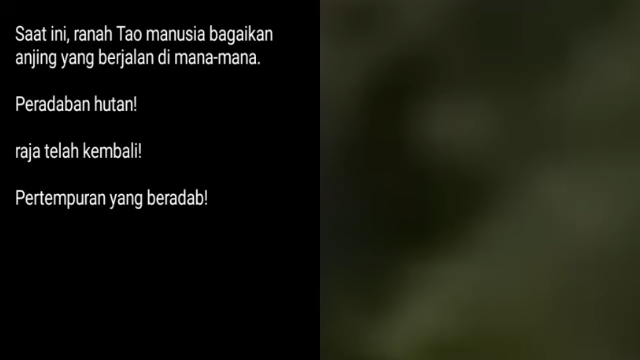 Saat ini, ranah Tao manusia bagaikan
anjing yang berjalan di mana-mana.
Peradaban hutan!
raja telah kembali!
Pertempuran yang beradab!